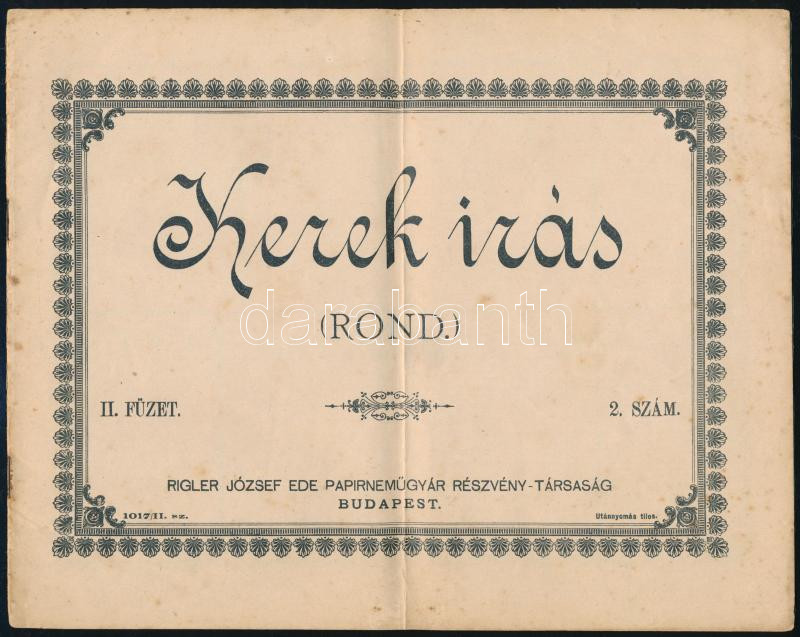 Kerek irás
(ROND.)
darabanth
II. FÜZET.
2. SZÁM.
RIGLER JÓZSEF EDE PAPIRNEMŰGYÁR RÉSZVÉNY-TÁRSASÁG
BUDAPEST.
1017/II. sz.
Utánnyomás tilos.